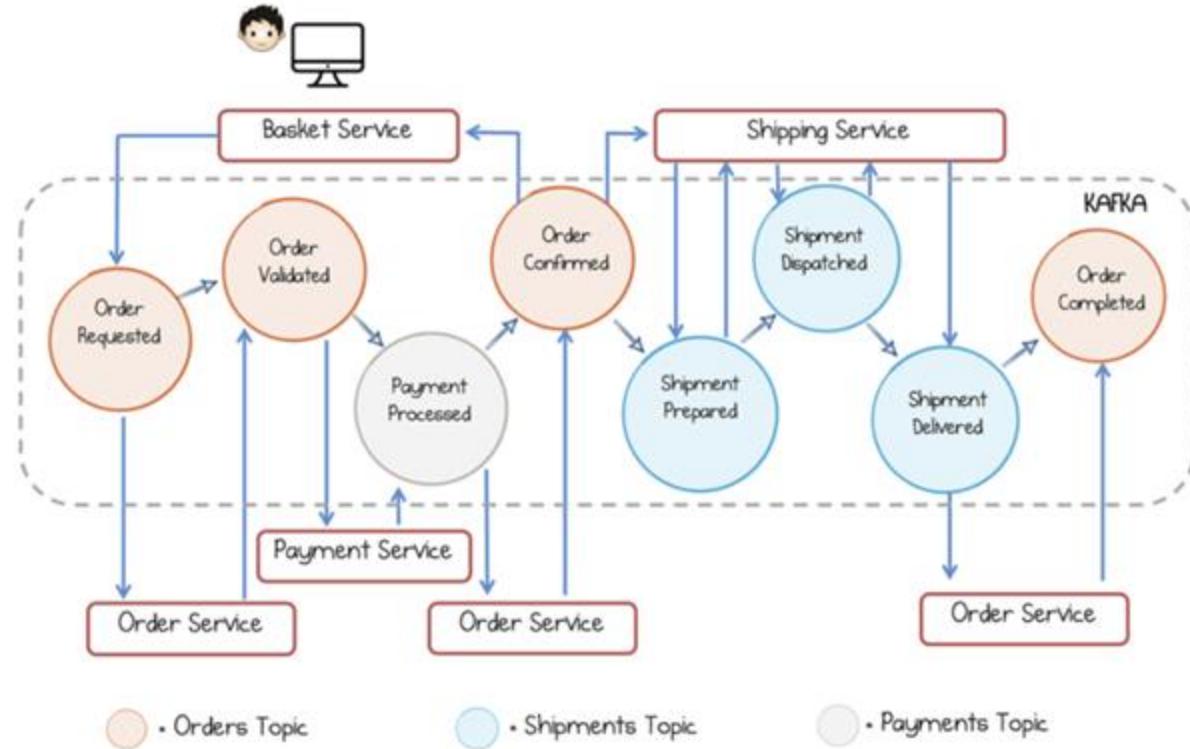 Basket Service
Shipping Service
KAFKA
Order
Requested
Order
Validated
Payment
Processed
Order
Confirmed
Shipment
Prepared
Shipment
Dispatched
Shipment
Delivered
Order
Completed
Payment Service
Order Service
Order Service
Order Service
• Orders Topic
• Shipments Topic
• Payments Topic